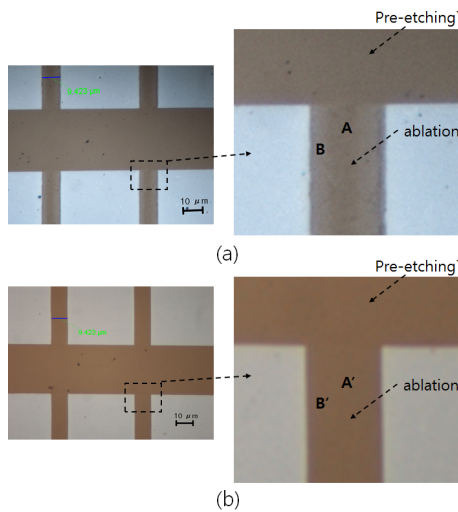 Pre-etching`
10 μm
A
B
ablation
(a)
Pre-etching`
10 μm
A′
B′
ablation
(b)